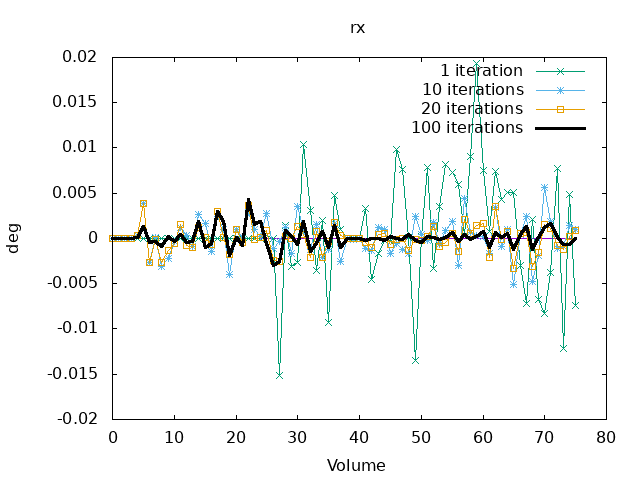 rx
0.02
0.015
0.01
0.005
0
-0.005
-0.01
-0.015
-0.02
deg
1 iteration
10 iterations
20 iterations
100 iterations
0 10 20 30 40 50 60 70 80
Volume